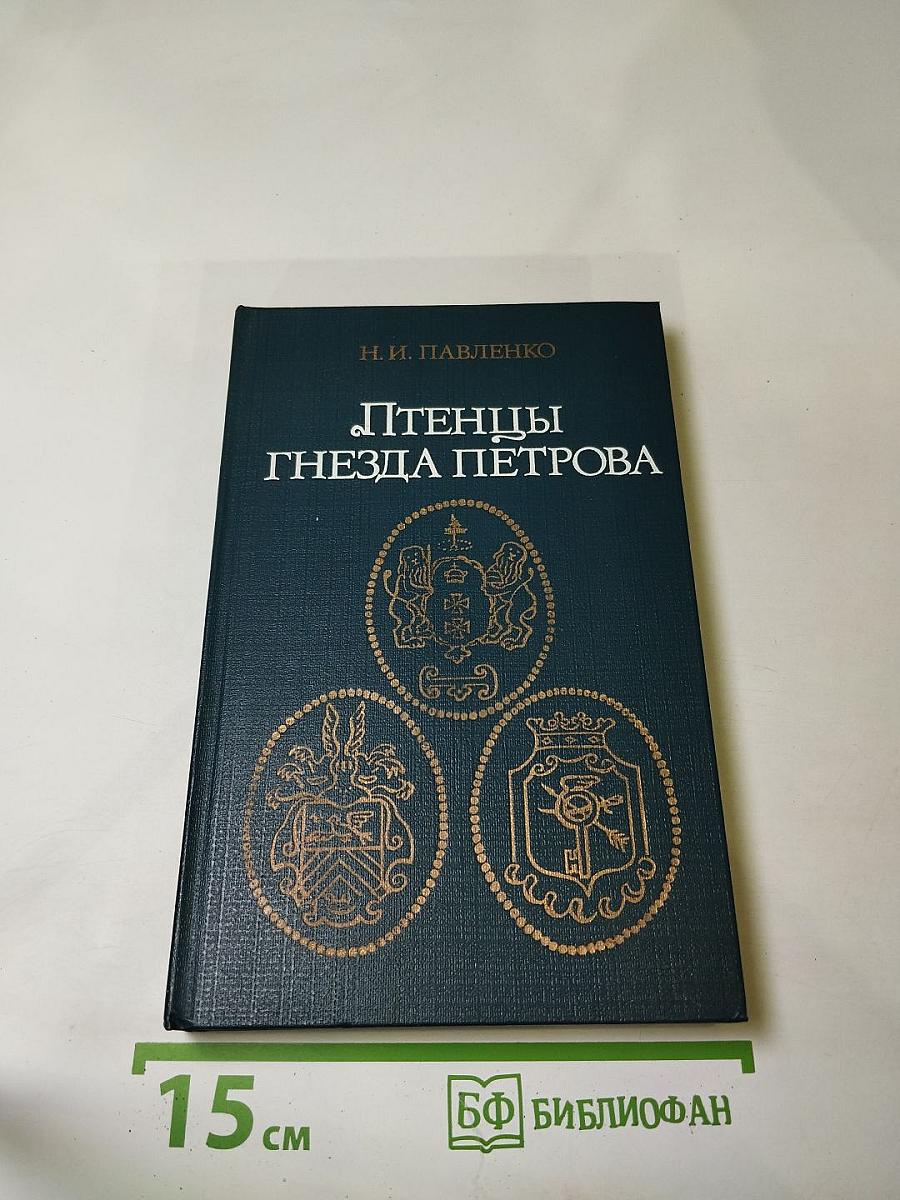 Н. И. ПАВЛЕНКО
ПТЕНЦЫ
ГНЕЗДА ПЕТРОВА
15 см
БФ БИБЛИОФАН